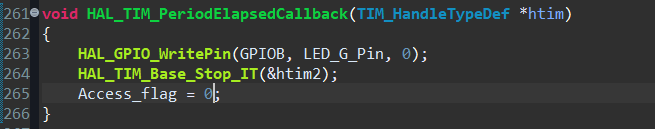 261 void HAL_TIM_PeriodElapsedCallback(TIM_HandleTypeDef *htim)
262 {
263 HAL_GPIO_WritePin(GPIOB, LED_G_Pin, 0);
264 HAL_TIM_Base_Stop_IT(&htim2);
265 Access_flag = 0;
266 }